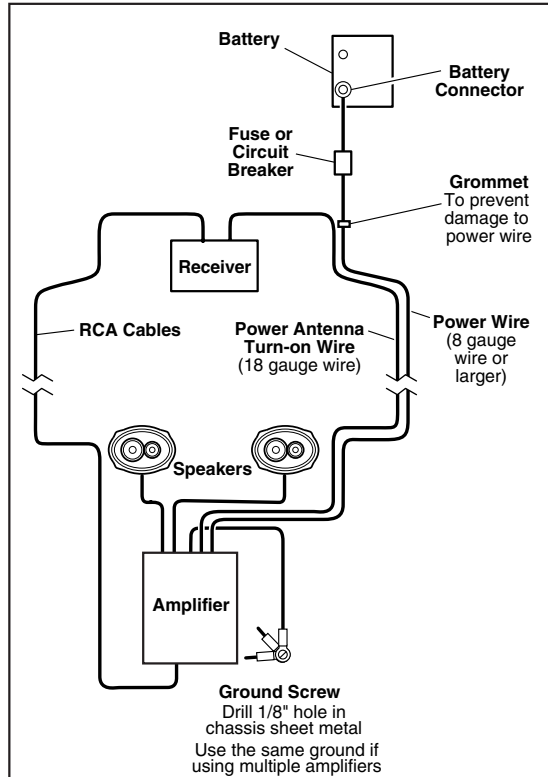 Battery
Battery
Connector
Fuse or
Circuit
Breaker
Grommet
To prevent
damage to
power wire
Receiver
RCA Cables
Power Antenna
Turn-on Wire
(18 gauge wire)
Power Wire
(8 gauge
wire or
larger)
Speakers
Amplifier
Ground Screw
Drill 1/8" hole in
chassis sheet metal
Use the same ground if
using multiple amplifiers